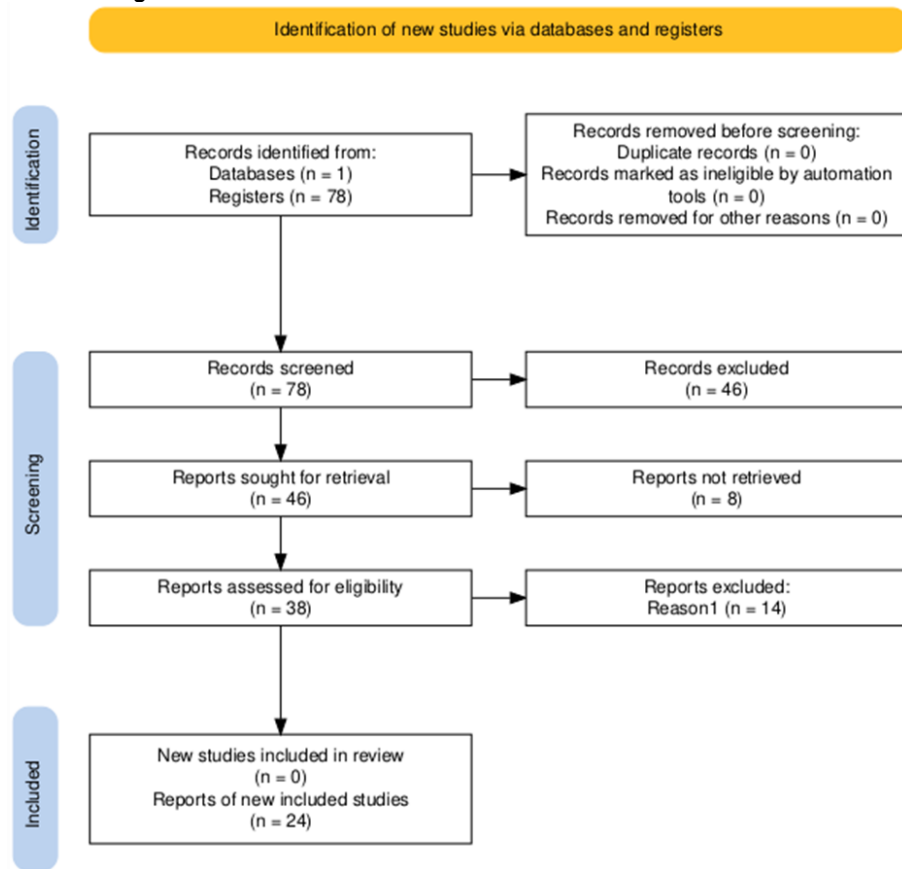 Identification of new studies via databases and registers
Identification
Records identified from:
Databases (n = 1)
Registers (n = 78)
Records removed before screening:
Duplicate records (n = 0)
Records marked as ineligible by automation
tools (n = 0)
Records removed for other reasons (n = 0)
Screening
Records screened
(n = 78)
Records excluded
(n = 46)
Reports sought for retrieval
(n = 46)
Reports not retrieved
(n = 8)
Reports assessed for eligibility
(n = 38)
Reports excluded:
Reason1 (n = 14)
Included
New studies included in review
(n = 0)
Reports of new included studies
(n = 24)